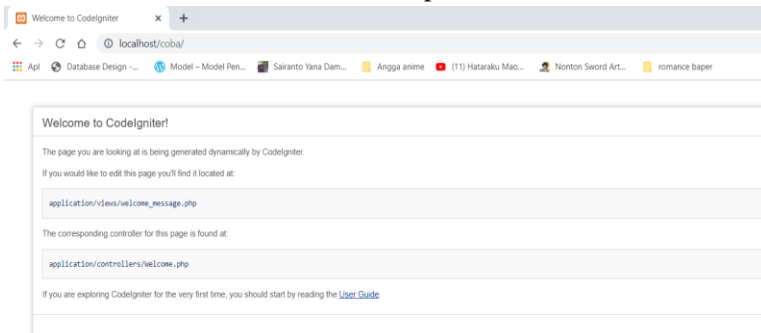 Welcome to CodeIgniter
localhost/coba/
Apl Database Design -... Model – Model Pen... Sairanto Yana Dam... Angga anime (11) Hataraku Mao... Nonton Sword Art... romance baper
Welcome to CodeIgniter!
The page you are looking at is being generated dynamically by CodeIgniter.
If you would like to edit this page you'll find it located at:
application/views/welcome_message.php
The corresponding controller for this page is found at:
application/controllers/Welcome.php
If you are exploring CodeIgniter for the very first time, you should start by reading the User Guide.